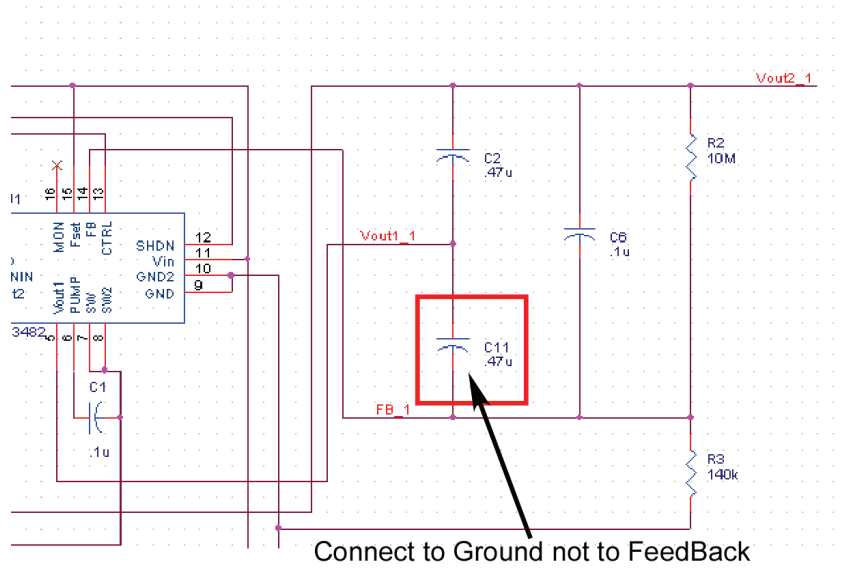 Vout2_1
R2
10M
C2
.47u
16
15
14
13
J1
MON
Fset
FB
CTRL
SHDN
12
Vin
11
GND2
10
GND
9
Vout1_1
C6
.1u
NIN
t2
Vout1
PUMP
SW
SW2
3482
5
6
7
8
C11
.47u
C1
.1u
FB_1
R3
140k
Connect to Ground not to FeedBack